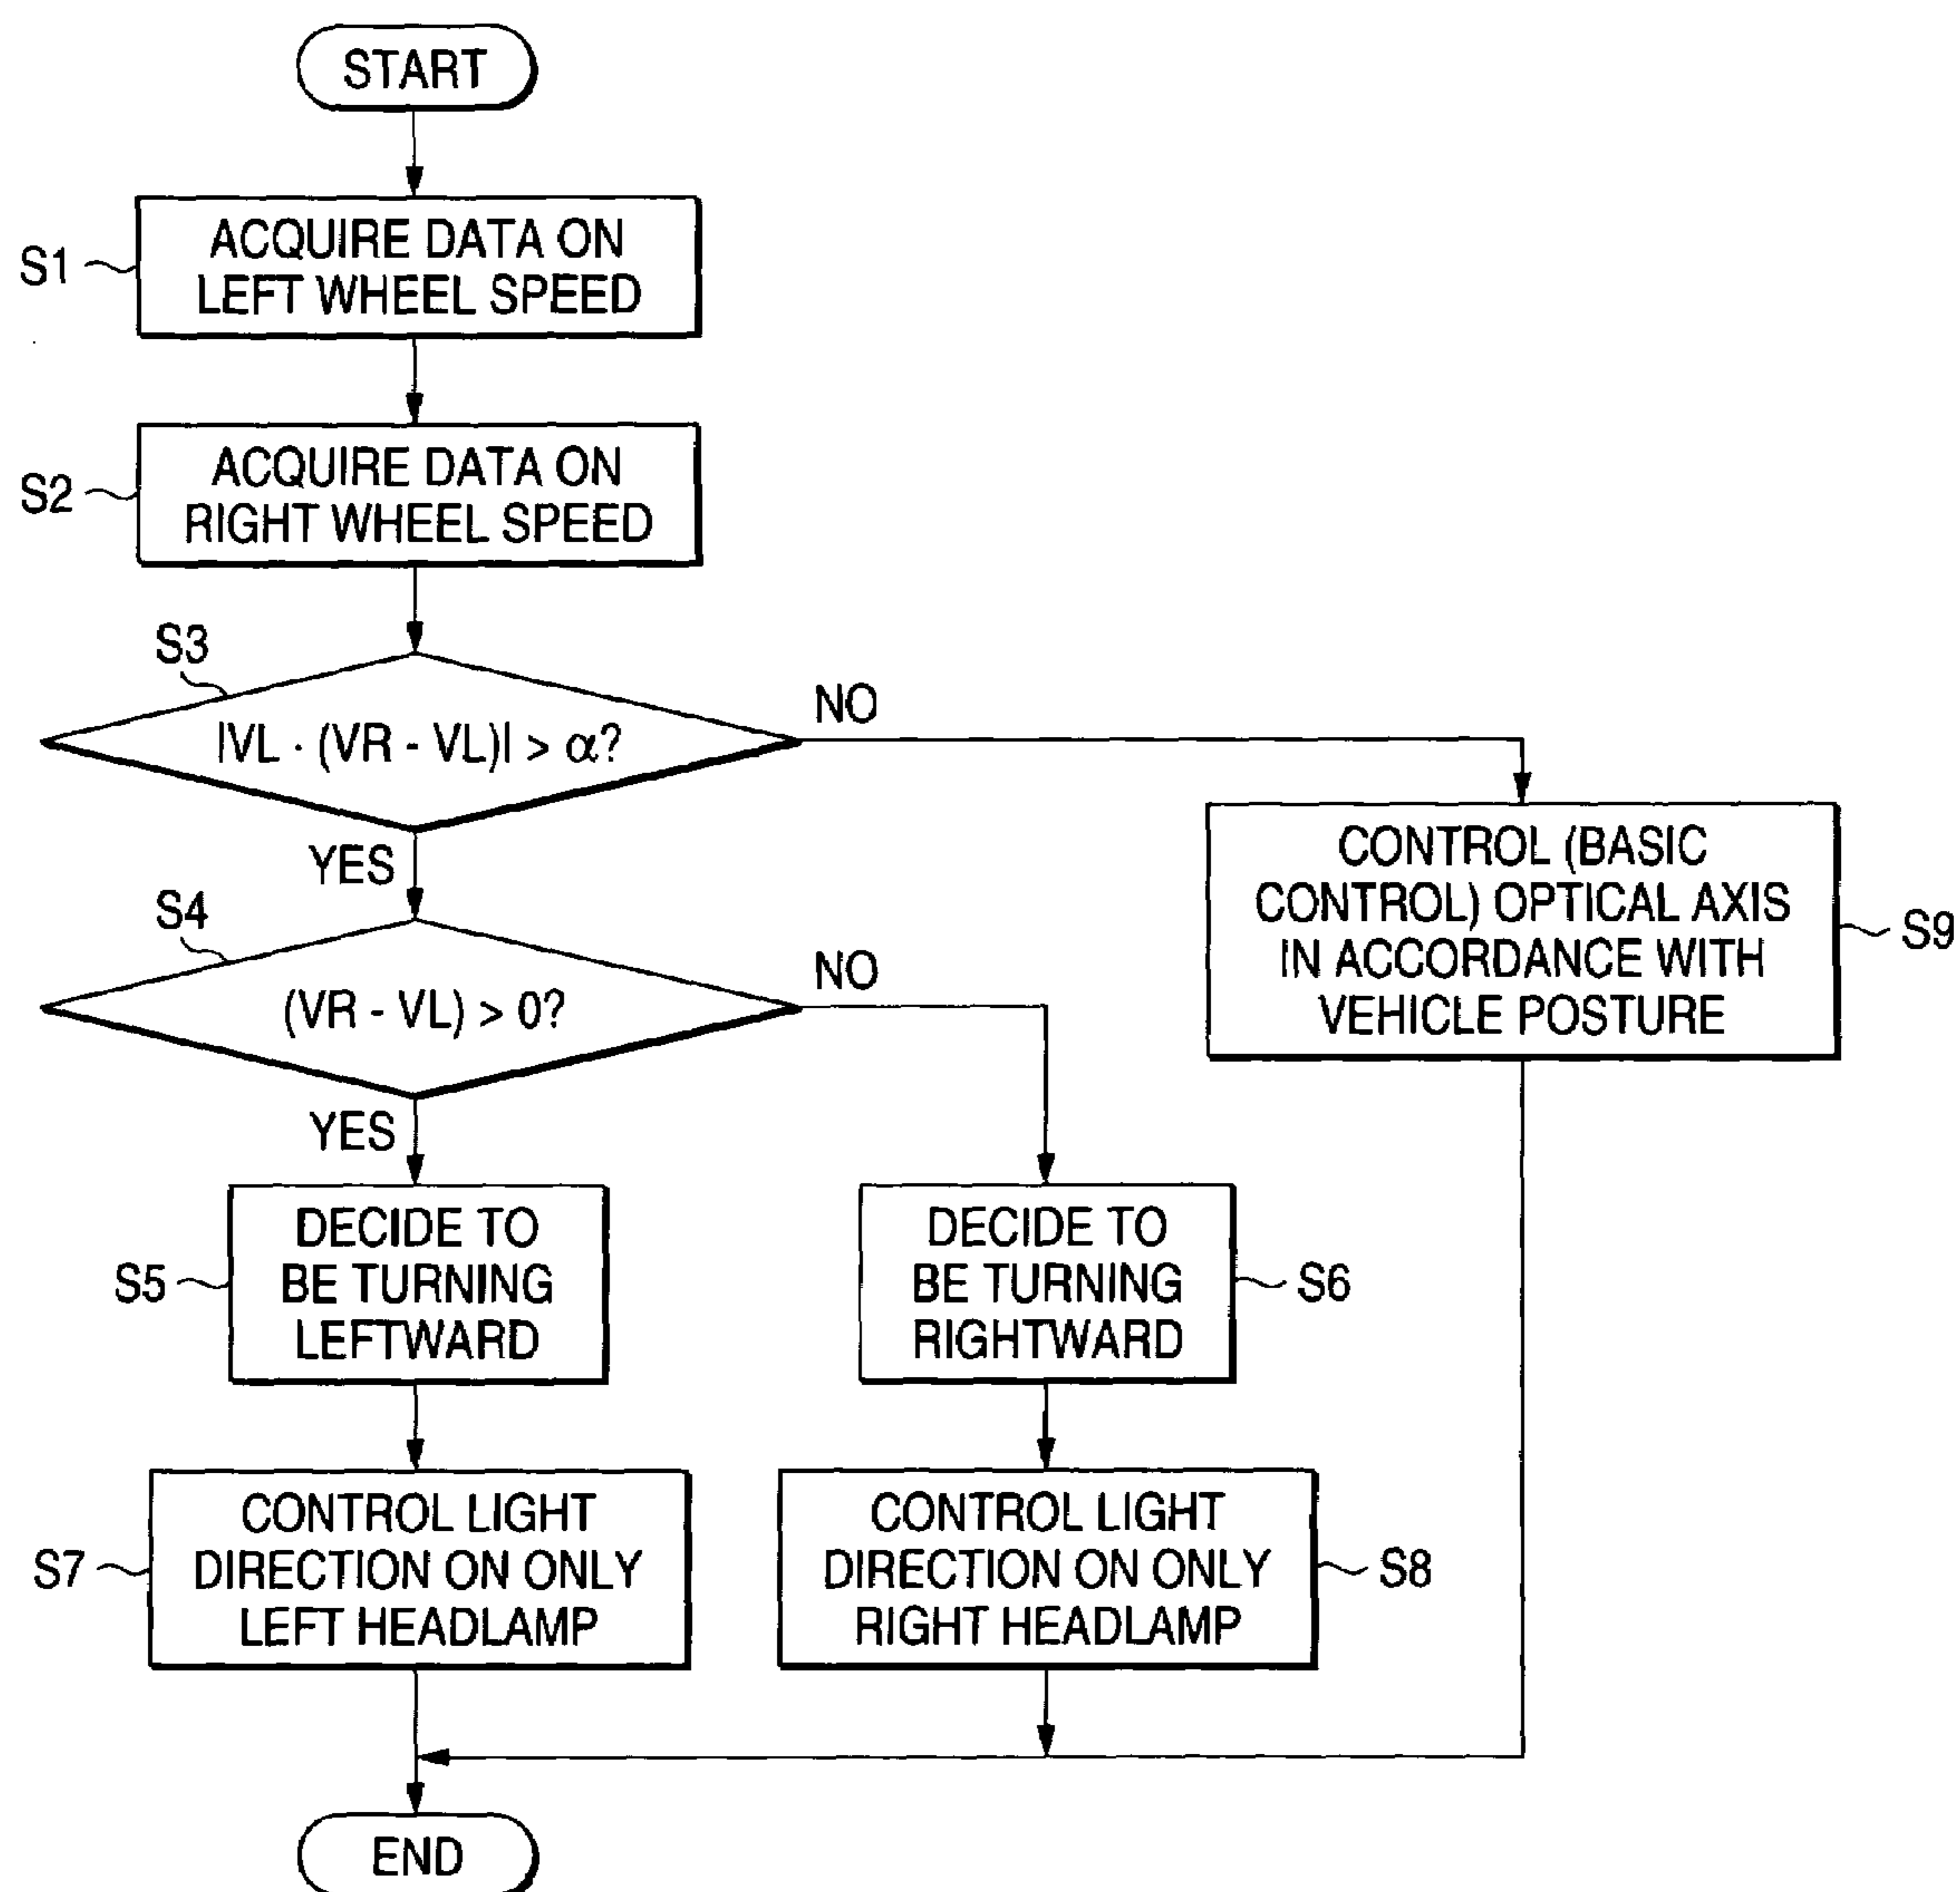 START
S1
ACQUIRE DATA ON
LEFT WHEEL SPEED
S2
ACQUIRE DATA ON
RIGHT WHEEL SPEED
S3
|VL · (VR - VL)| > α?
NO
YES
CONTROL (BASIC
CONTROL) OPTICAL AXIS
IN ACCORDANCE WITH
VEHICLE POSTURE
S9
S4
(VR - VL) > 0?
NO
YES
S5
DECIDE TO
BE TURNING
LEFTWARD
DECIDE TO
BE TURNING
RIGHTWARD
S6
S7
CONTROL LIGHT
DIRECTION ON ONLY
LEFT HEADLAMP
CONTROL LIGHT
DIRECTION ON ONLY
RIGHT HEADLAMP
S8
END